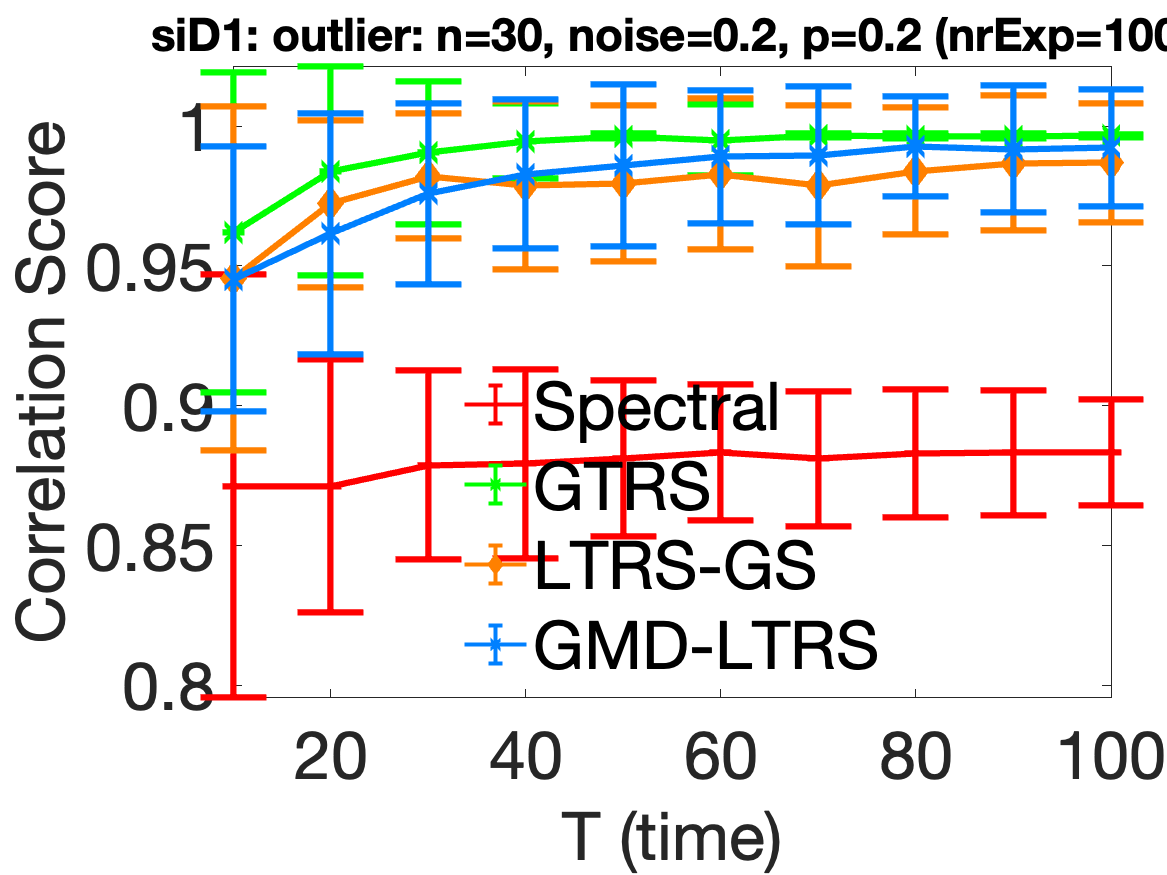 siD1: outlier: n=30, noise=0.2, p=0.2 (nrExp=100
Correlation Score
1
0.95
0.9
0.85
0.8
Spectral
GTRS
LTRS-GS
GMD-LTRS
20 40 60 80 100
T (time)